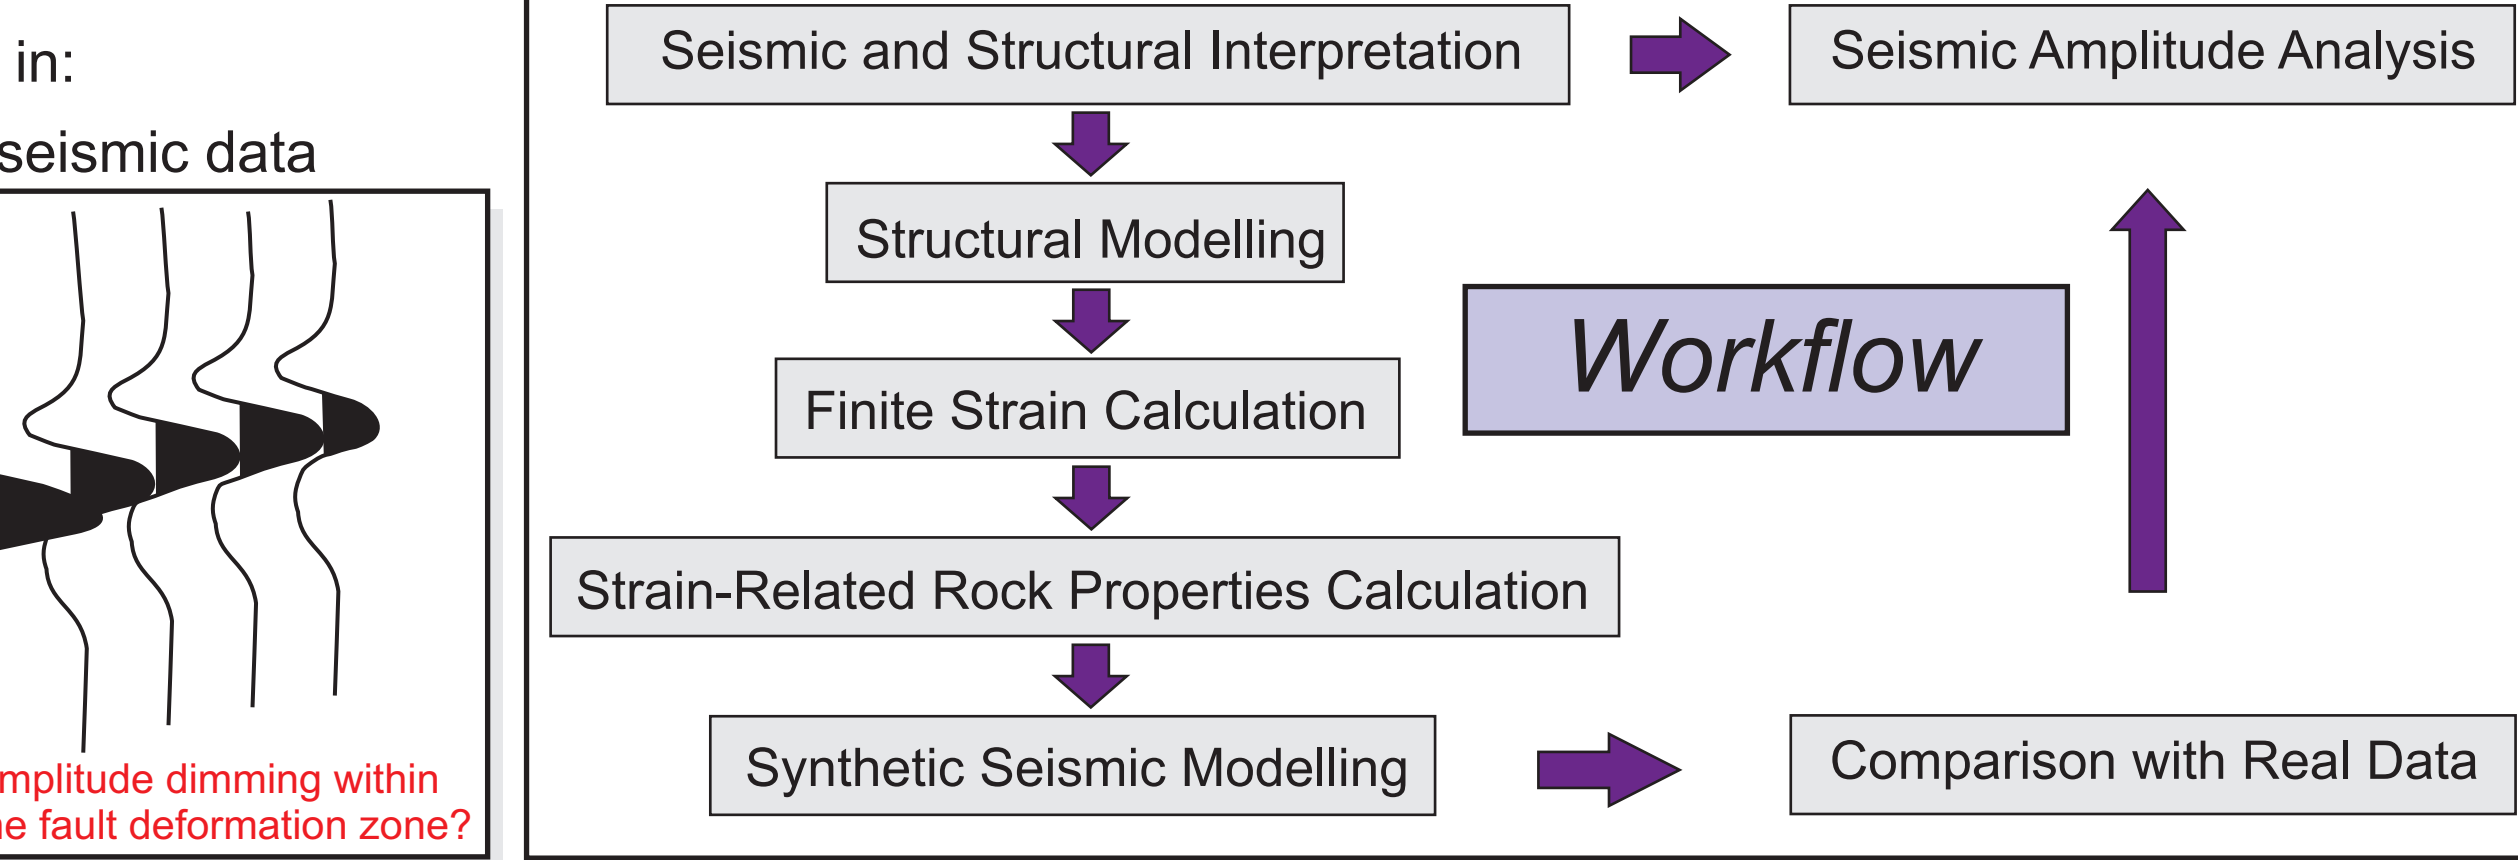 in:
seismic data
mplitude dimming within
ne fault deformation zone?
Seismic and Structural Interpretation
Seismic Amplitude Analysis
Structural Modelling
Workflow
Finite Strain Calculation
Strain-Related Rock Properties Calculation
Synthetic Seismic Modelling
Comparison with Real Data